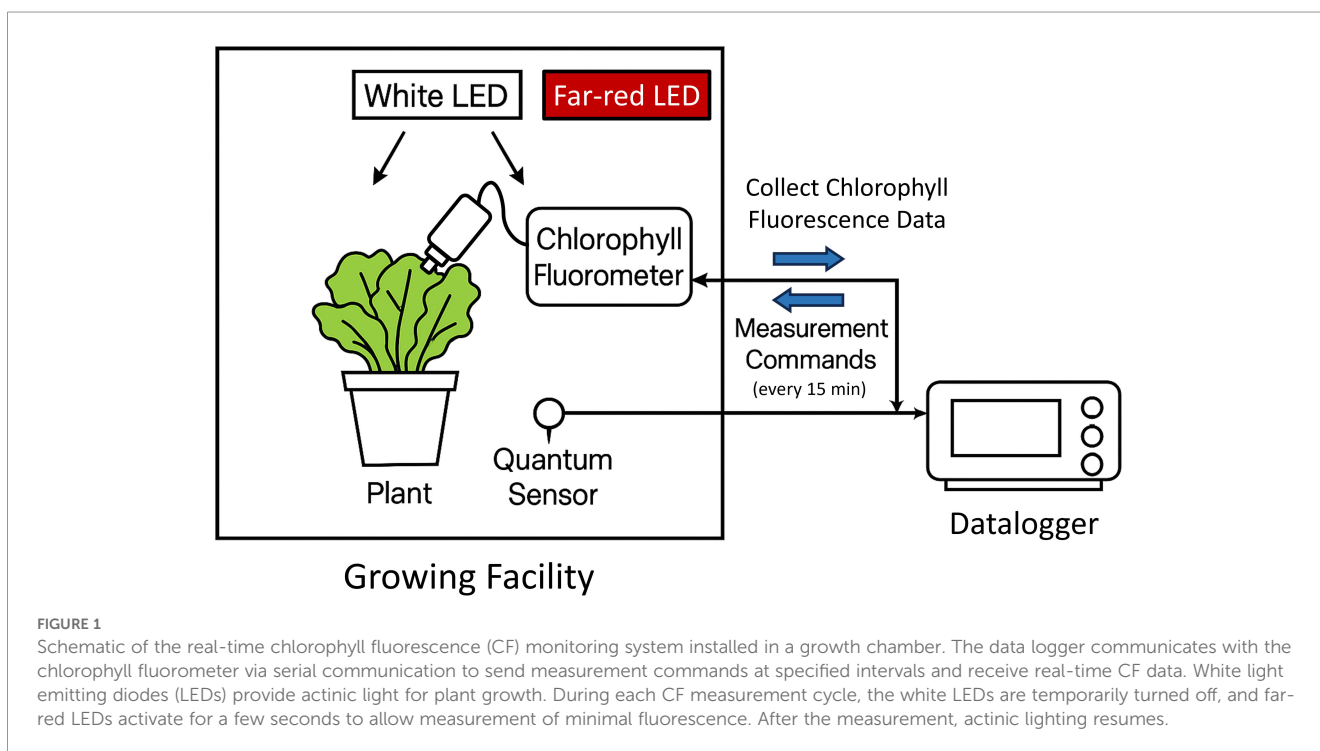 White LED
Far-red LED
Collect Chlorophyll
Fluorescence Data
Chlorophyll
Fluorometer
Measurement
Commands
(every 15 min)
Quantum
Sensor
Plant
Datalogger
Growing Facility
FIGURE 1
Schematic of the real-time chlorophyll fluorescence (CF) monitoring system installed in a growth chamber. The data logger communicates with the
chlorophyll fluorometer via serial communication to send measurement commands at specified intervals and receive real-time CF data. White light
emitting diodes (LEDs) provide actinic light for plant growth. During each CF measurement cycle, the white LEDs are temporarily turned off, and far-
red LEDs activate for a few seconds to allow measurement of minimal fluorescence. After the measurement, actinic lighting resumes.